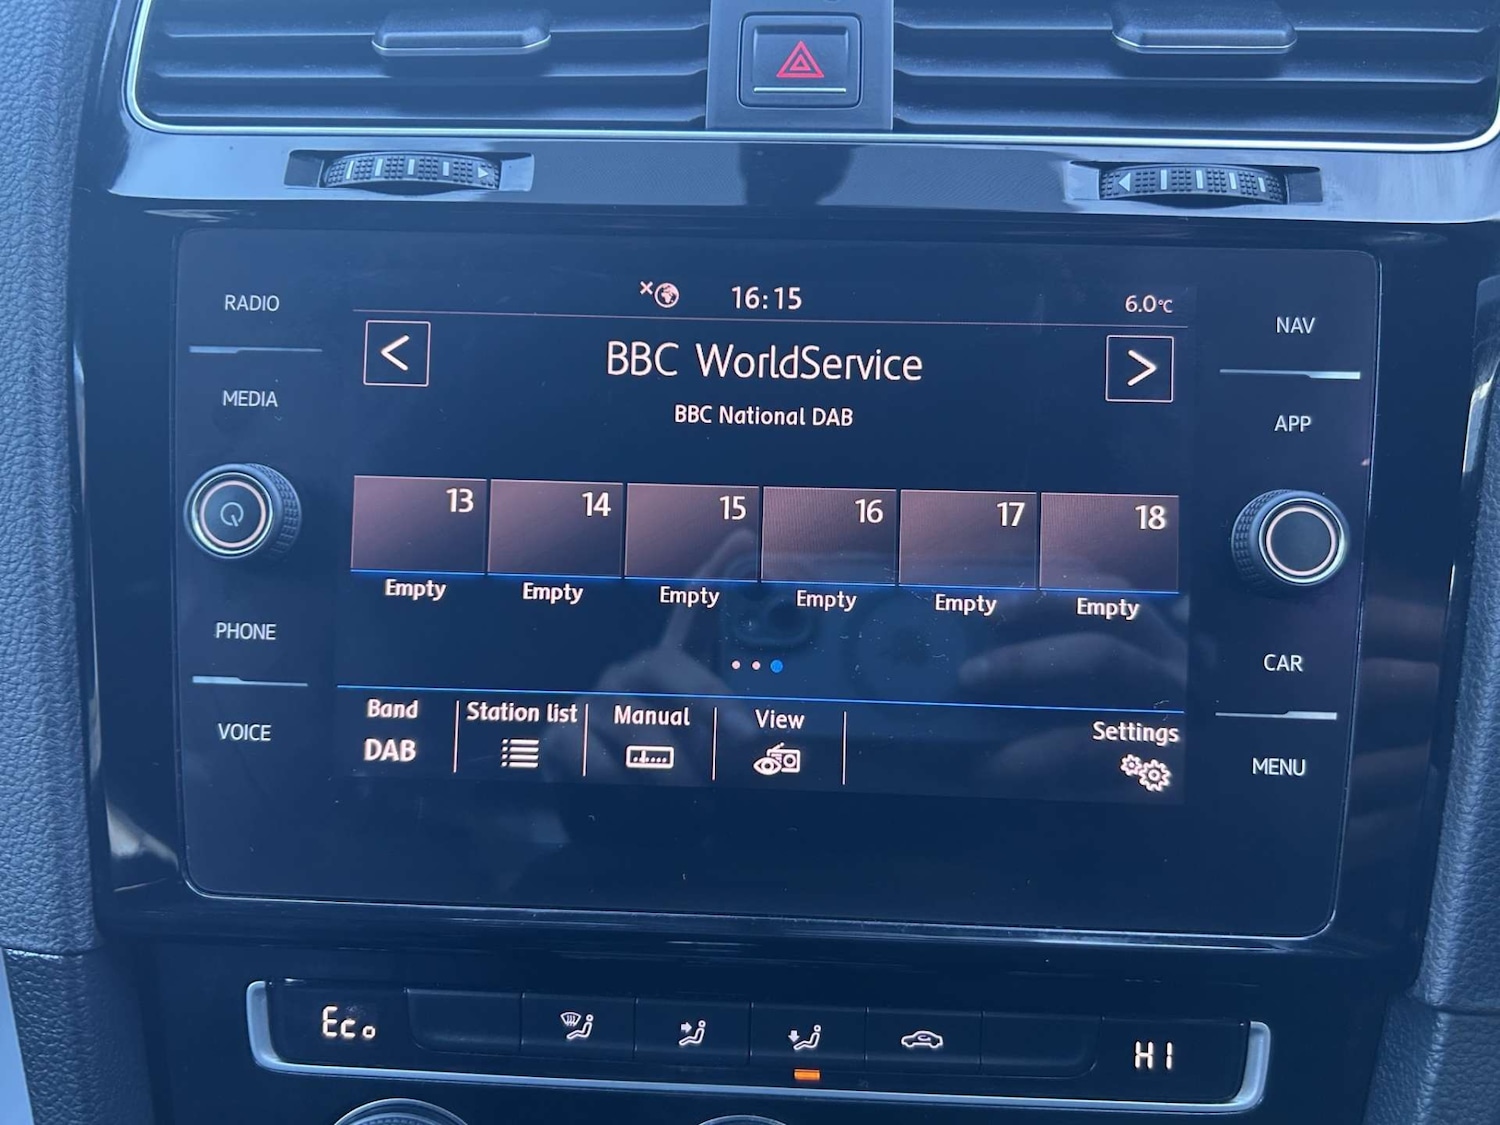 16:15
6.0°C
RADIO
NAV
<
BBC WorldService
>
BBC National DAB
MEDIA
APP
13 14 15 16 17 18
Empty Empty Empty Empty Empty Empty
PHONE
CAR
Band Station list Manual View Settings
DAB
VOICE
MENU
Eco
HI